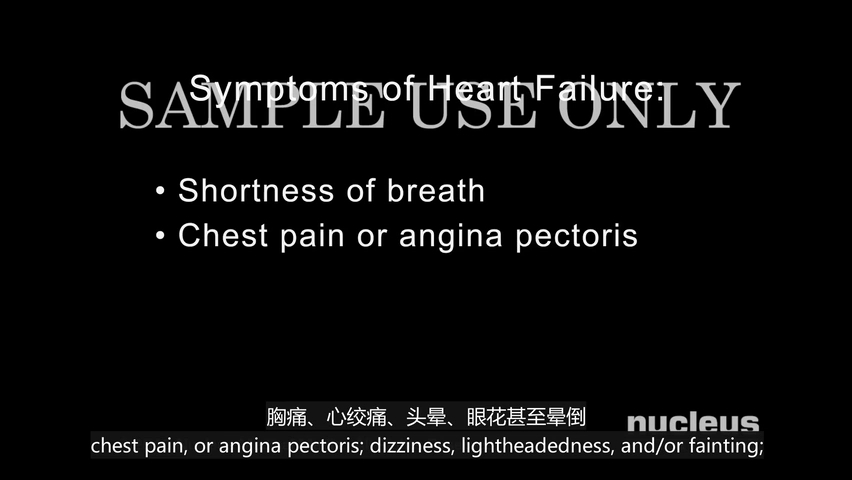 Symptoms of Heart Failure:
SAMPLE USE ONLY
• Shortness of breath
• Chest pain or angina pectoris
胸痛、心绞痛、头晕、眼花甚至晕倒
nucleus
chest pain, or angina pectoris; dizziness, lightheadedness, and/or fainting;